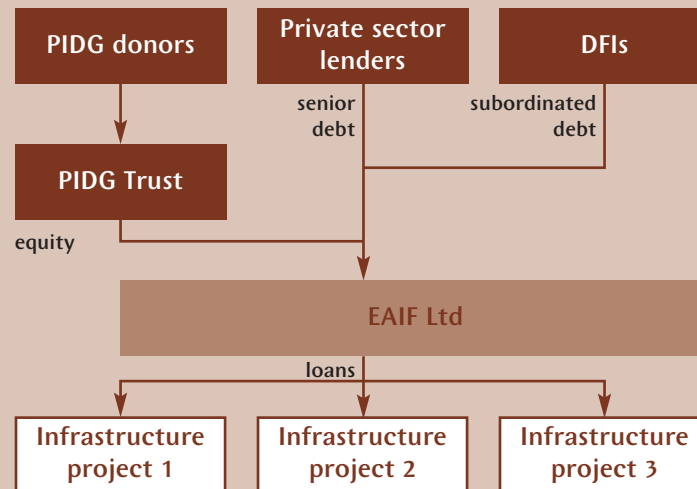 PIDG donors
Private sector
lenders
DFIs
senior
debt
subordinated
debt
PIDG Trust
equity
EAIF Ltd
loans
Infrastructure
project 1
Infrastructure
project 2
Infrastructure
project 3